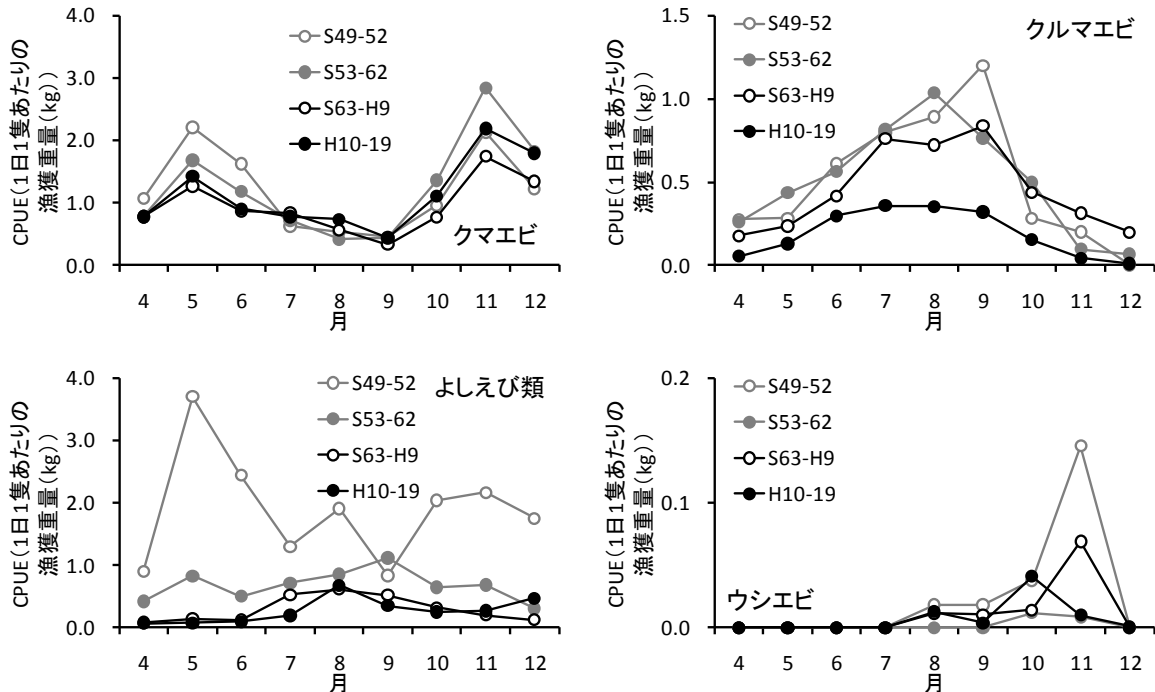 CPUE(1日1隻あたりの
漁獲重量(kg))
4.0
3.0
2.0
1.0
0.0
S49-52
S53-62
S63-H9
H10-19
クマエビ
4 5 6 7 8 9 10 11 12
月
CPUE(1日1隻あたりの
漁獲重量(kg))
1.5
1.0
0.5
0.0
S49-52
S53-62
S63-H9
H10-19
クルマエビ
4 5 6 7 8 9 10 11 12
月
CPUE(1日1隻あたりの
漁獲重量(kg))
4.0
3.0
2.0
1.0
0.0
S49-52
S53-62
S63-H9
H10-19
よしえび類
4 5 6 7 8 9 10 11 12
月
CPUE(1日1隻あたりの
漁獲重量(kg))
0.2
0.1
0.0
S49-52
S53-62
S63-H9
H10-19
ウシエビ
4 5 6 7 8 9 10 11 12
月